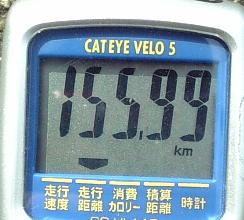 CATEYE VELO 5
155.99
km
走行 走行 消費 積算
速度 距離 カロリー 距離 時計